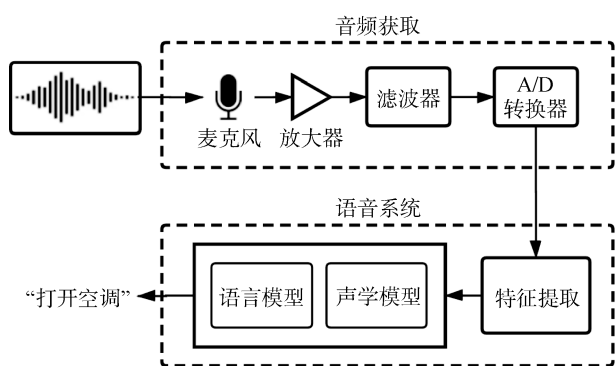 音频获取
麦克风
放大器
滤波器
A/D
转换器
语音系统
“打开空调”
语言模型
声学模型
特征提取